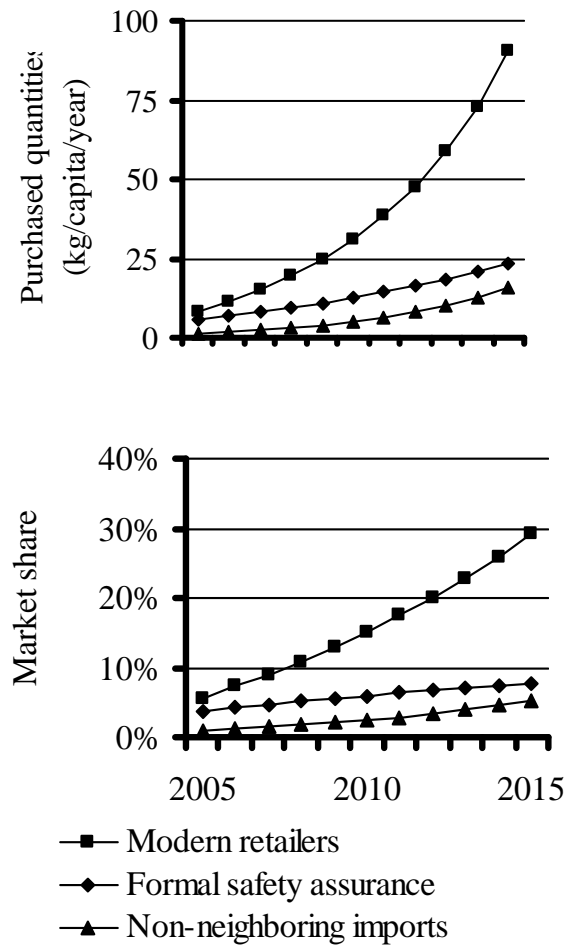 Purchased quantities
(kg/capita/year)
100
75
50
25
0
Market share
40%
30%
20%
10%
0%
2005 2010 2015
Modern retailers
Formal safety assurance
Non-neighboring imports